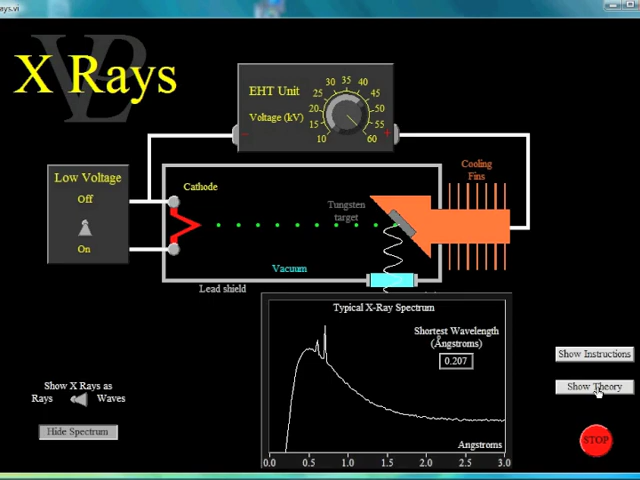 ays.vi
X Rays
EHT Unit
Voltage (kV)
10
15
20
25
30
35
40
45
50
55
60
-
+
Low Voltage
Off
On
Cathode
Tungsten
target
Cooling
Fins
Vacuum
Lead shield
Typical X-Ray Spectrum
Shortest Wavelength
(Ångstroms)
0.207
Angstroms
0.0 0.5 1.0 1.5 2.0 2.5 3.0
Show X Rays as
Rays Waves
Hide Spectrum
Show Instructions
Show Theory
STOP